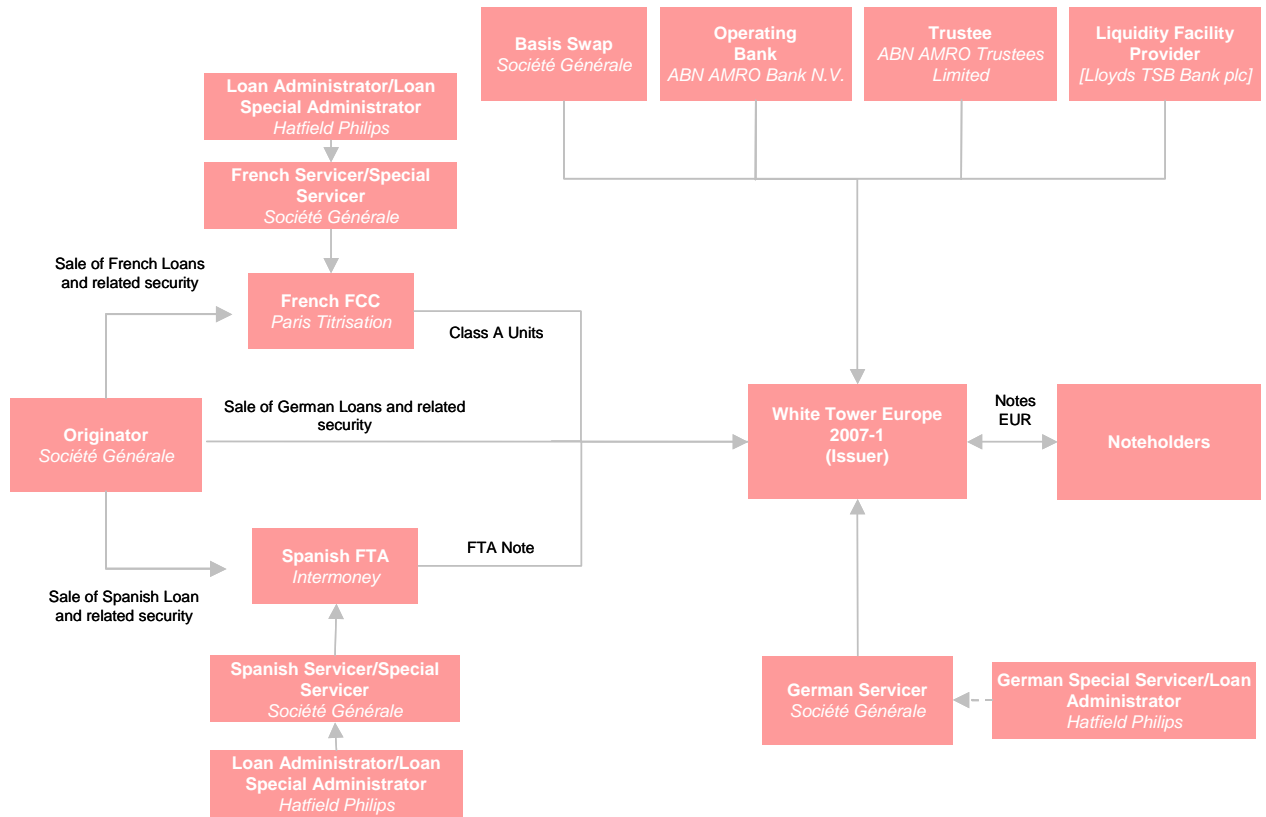 Basis Swap
Société Générale
Operating
Bank
ABN AMRO Bank N.V.
Trustee
ABN AMRO Trustees
Limited
Liquidity Facility
Provider
[Lloyds TSB Bank plc]
Loan Administrator/Loan
Special Administrator
Hatfield Philips
French Servicer/Special
Servicer
Société Générale
Sale of French Loans
and related security
French FCC
Paris Titrisation
Class A Units
Originator
Société Générale
Sale of German Loans and related
security
White Tower Europe
2007-1
(Issuer)
Notes
EUR
Noteholders
Spanish FTA
Intermoney
FTA Note
Sale of Spanish Loan
and related security
Spanish Servicer/Special
Servicer
Société Générale
Loan Administrator/Loan
Special Administrator
Hatfield Philips
German Servicer
Société Générale
German Special Servicer/Loan
Administrator
Hatfield Philips